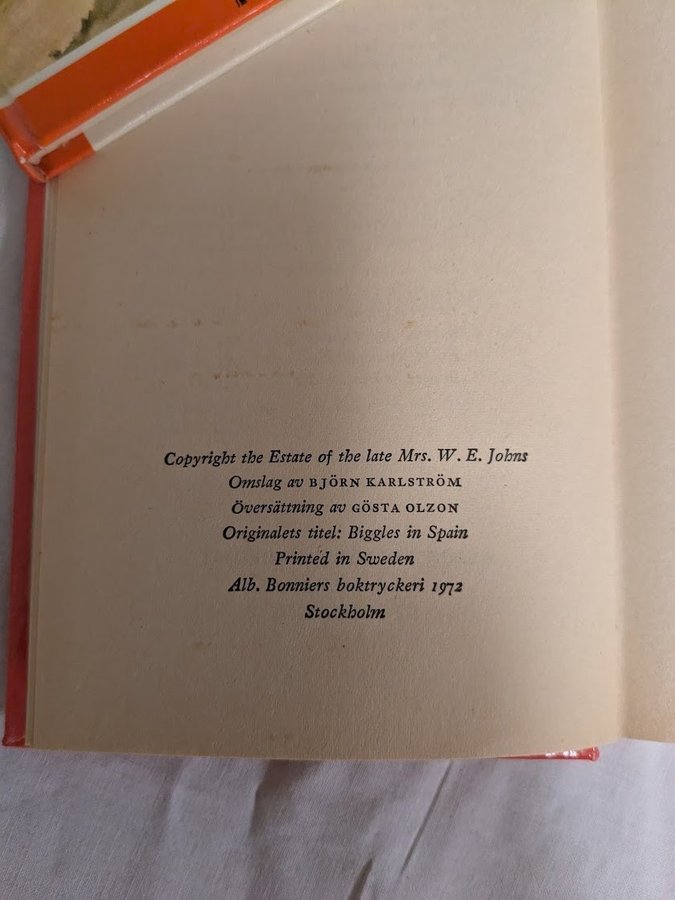 Copyright the Estate of the late Mrs. W. E. Johns
Omslag av BJÖRN KARLSTRÖM
Översättning av GÖSTA OLZON
Originalets titel: Biggles in Spain
Printed in Sweden
Alb. Bonniers boktryckeri 1972
Stockholm